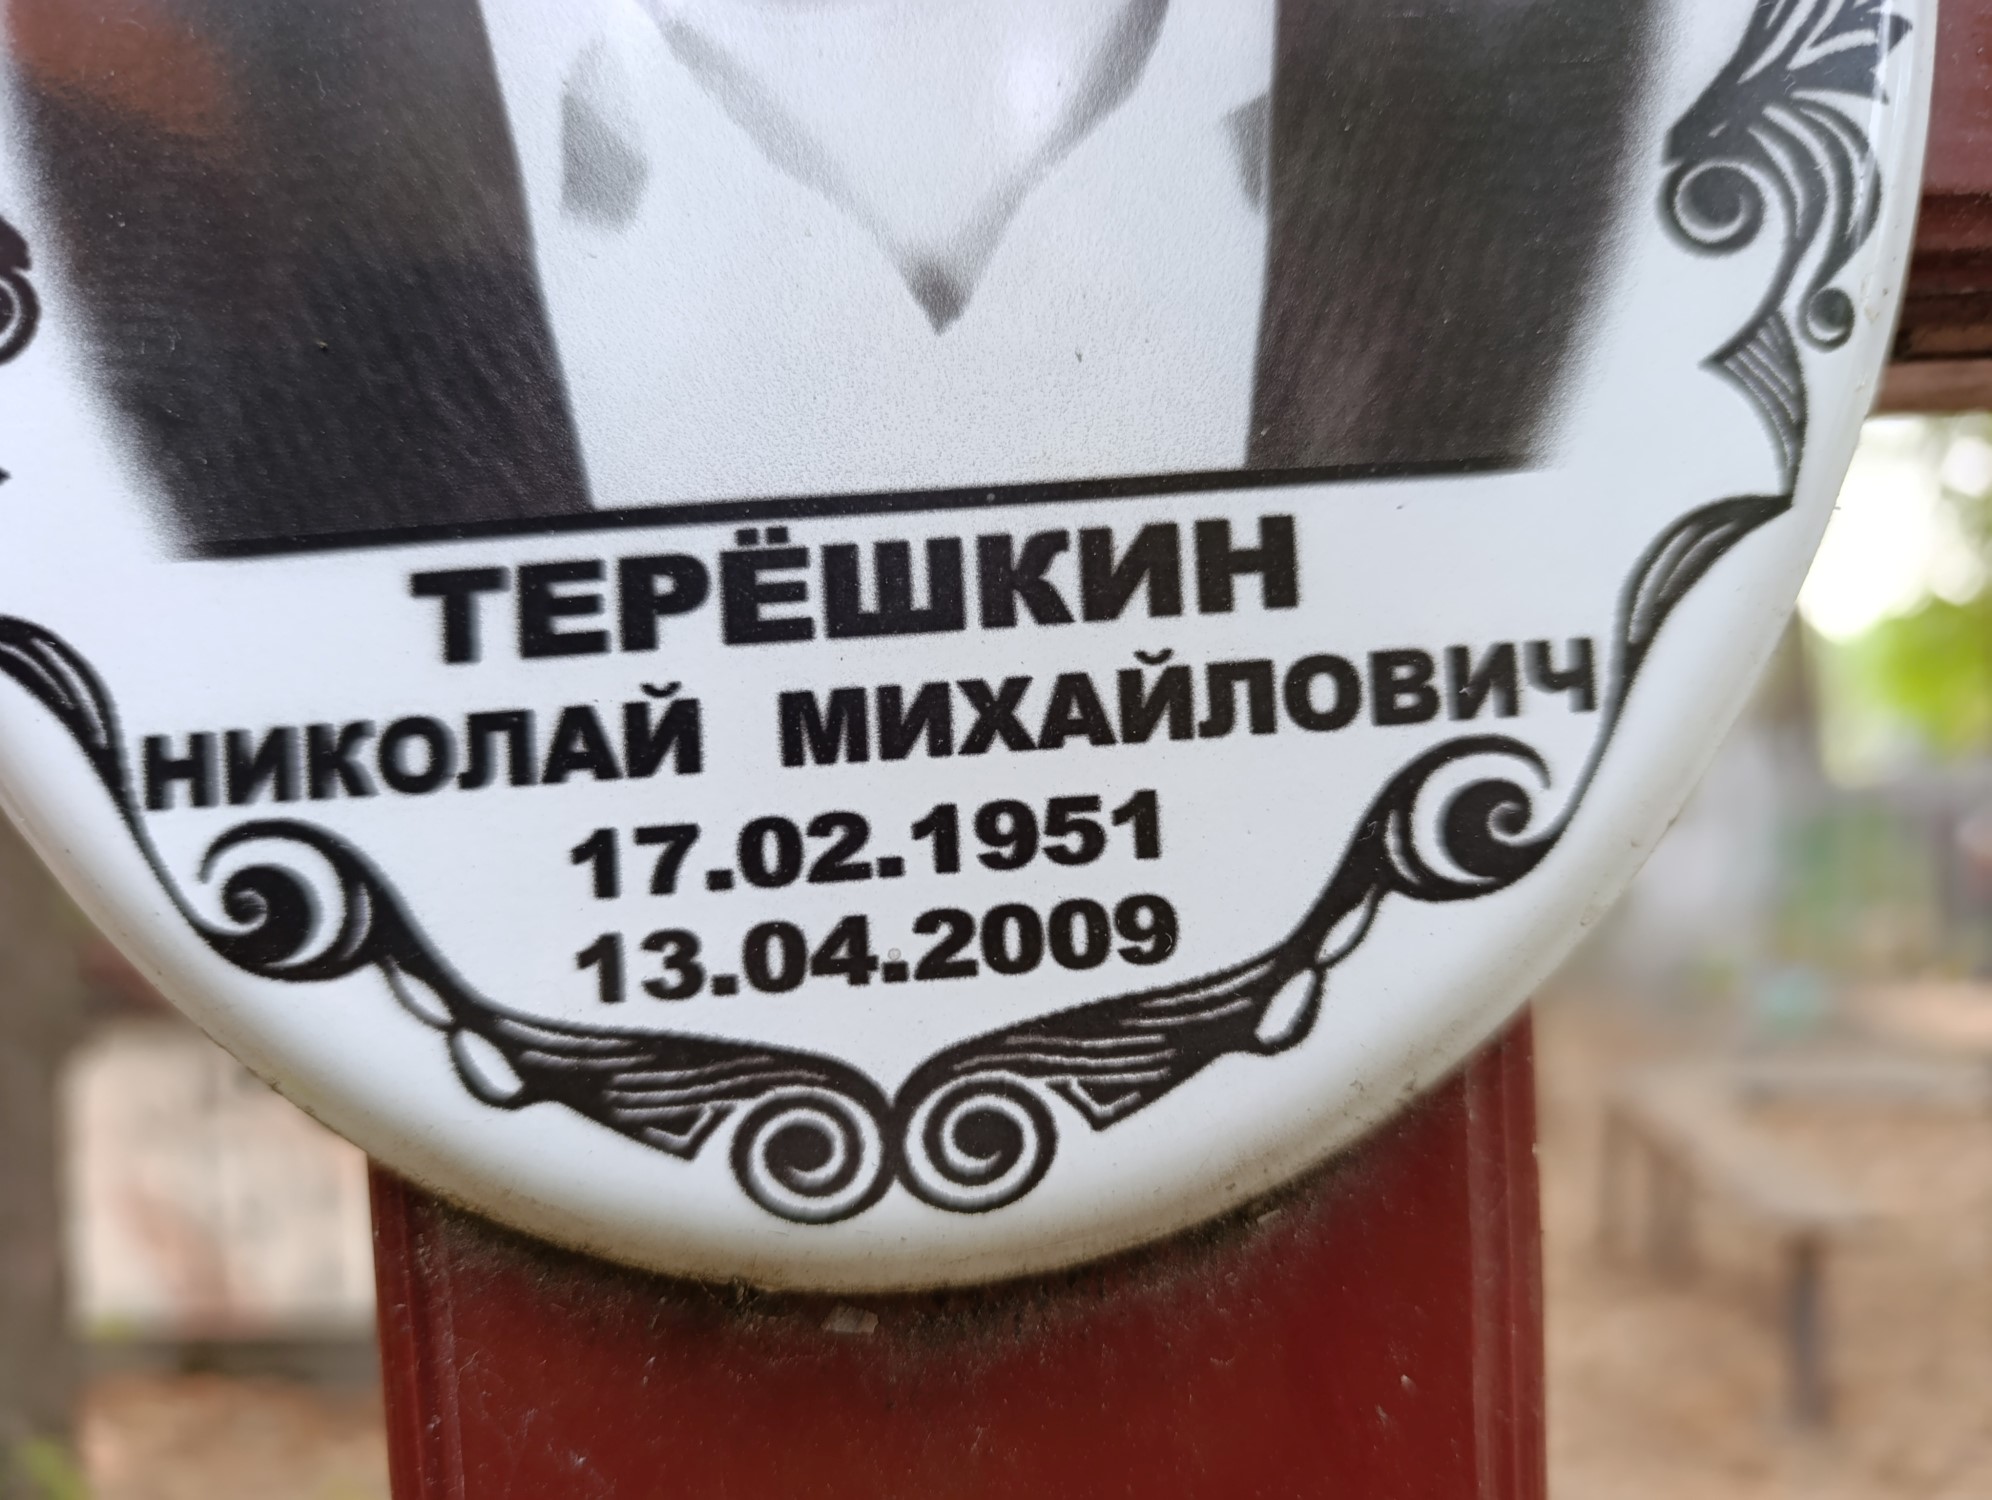 ТЕРЁШКИН
НИКОЛАЙ МИХАЙЛОВИЧ
17.02.1951
13.04.2009